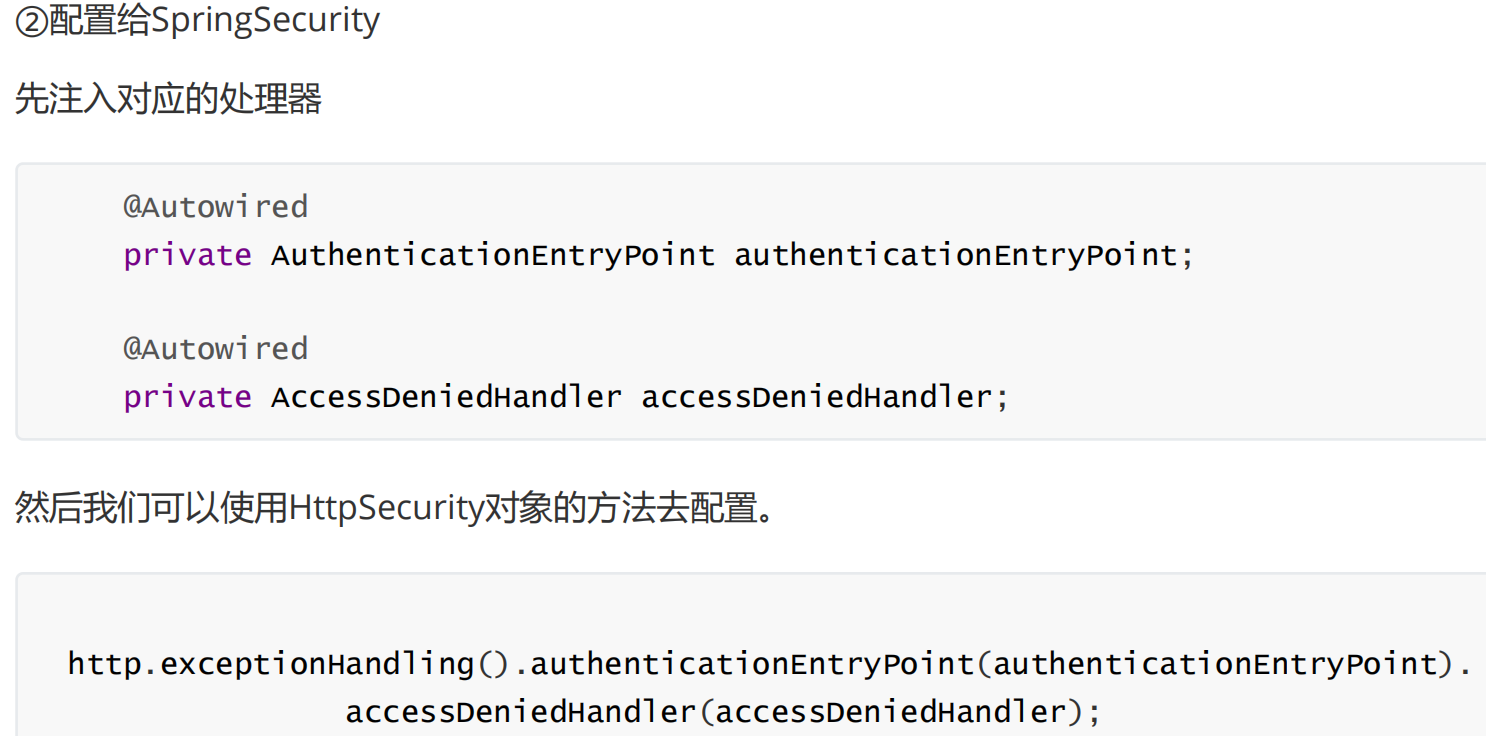 ②配置给SpringSecurity
先注入对应的处理器
@Autowired
private AuthenticationEntryPoint authenticationEntryPoint;
@Autowired
private AccessDeniedHandler accessDeniedHandler;
然后我们可以使用HttpSecurity对象的方法去配置。
http.exceptionHandling().authenticationEntryPoint(authenticationEntryPoint).
accessDeniedHandler(accessDeniedHandler);